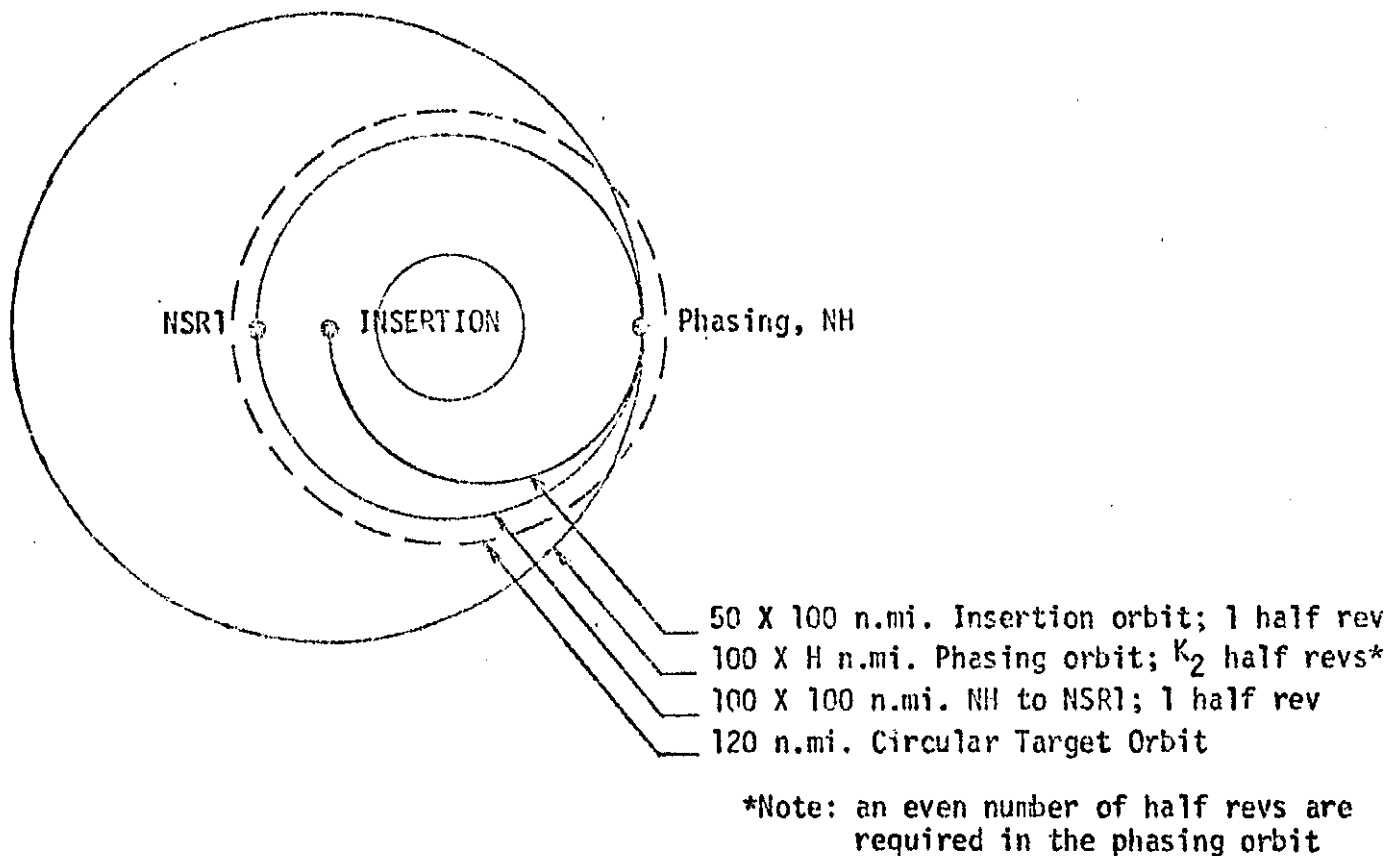 NSR1
INSERTION
Phasing, NH
50 X 100 n.mi. Insertion orbit; 1 half rev
100 X H n.mi. Phasing orbit; K2 half revs*
100 X 100 n.mi. NH to NSR1; 1 half rev
120 n.mi. Circular Target Orbit
*Note: an even number of half revs are
required in the phasing orbit